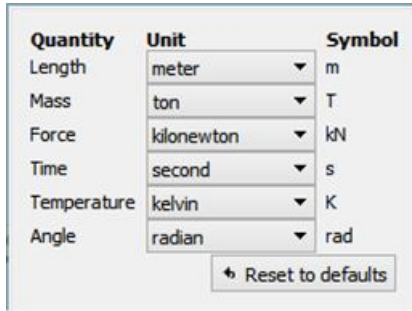 Quantity Unit Symbol
Length meter m
Mass ton T
Force kilonewton kN
Time second s
Temperature kelvin K
Angle radian rad
Reset to defaults